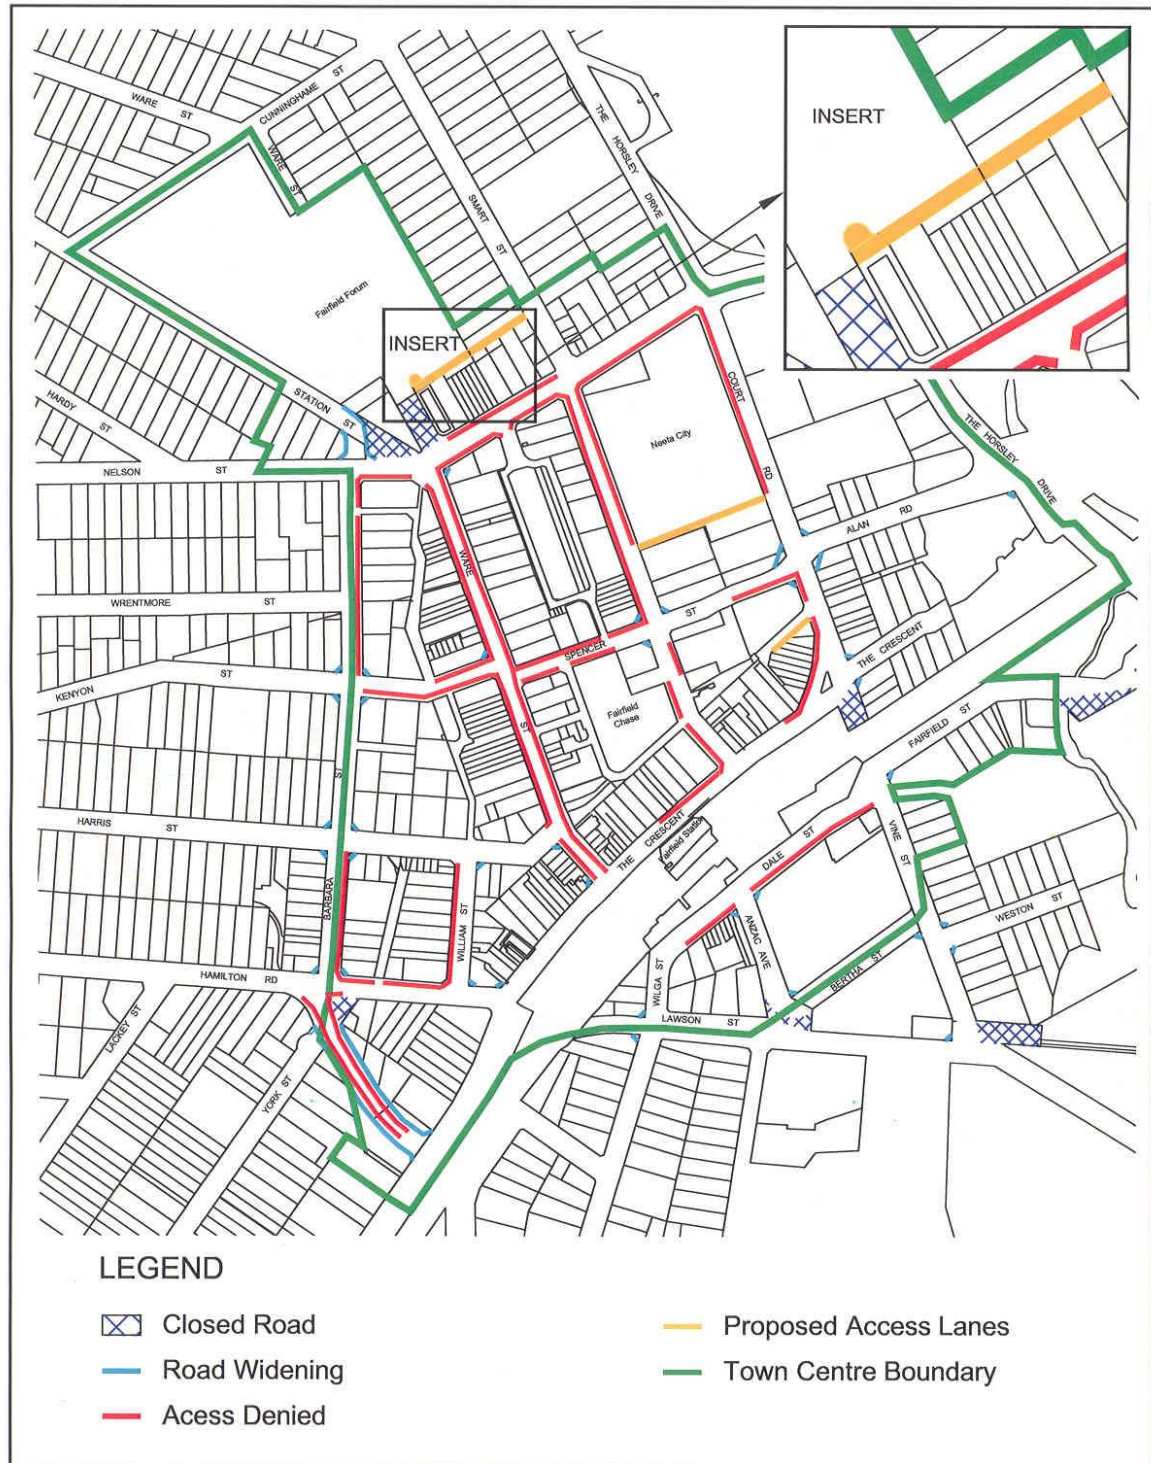 INSERT
WARE ST
CUNNINGHAME ST
WARE ST
THE HORSLEY DRIVE
SMART ST
Fairfield Forum
INSERT
STATION ST
HARDY ST
NELSON ST
COURT RD
Neeta City
THE HORSLEY DRIVE
ALAN RD
WARE ST
WRENTMORE ST
SPENCER ST
THE CRESCENT
KENYON ST
Fairfield
Chase
FAIRFIELD ST
ST
HARRIS ST
THE CRESCENT
Fairfield Station
DALE ST
VINE ST
BARBARA
WILLIAM ST
WESTON ST
ANZAC AVE
BERTHA ST
WILGA ST
HAMILTON RD
LAWSON ST
LACKEY ST
YORK ST
LEGEND
Closed Road
Road Widening
Acess Denied
Proposed Access Lanes
Town Centre Boundary